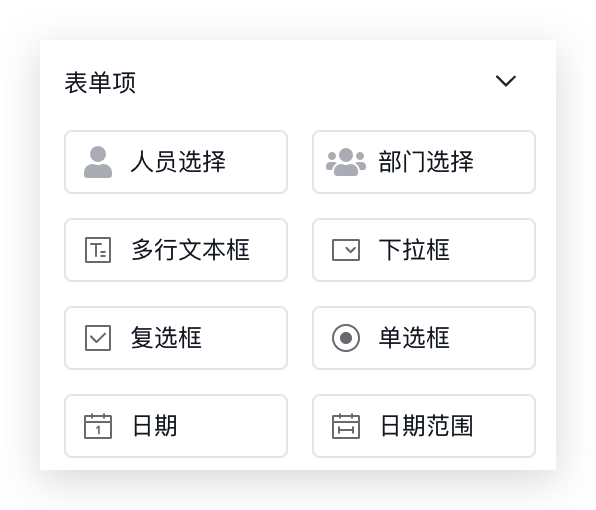 表单项
人员选择
部门选择
多行文本框
下拉框
复选框
单选框
日期
日期范围